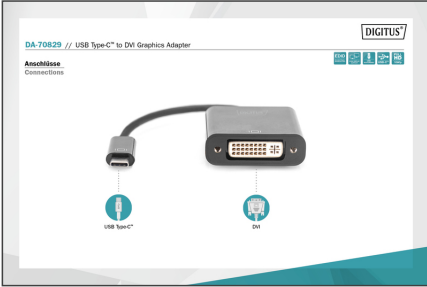 DIGITUS®
DA-70829 // USB Type-C™ to DVI Graphics Adapter
Anschlüsse
Connections
USB Type-C™
DVI